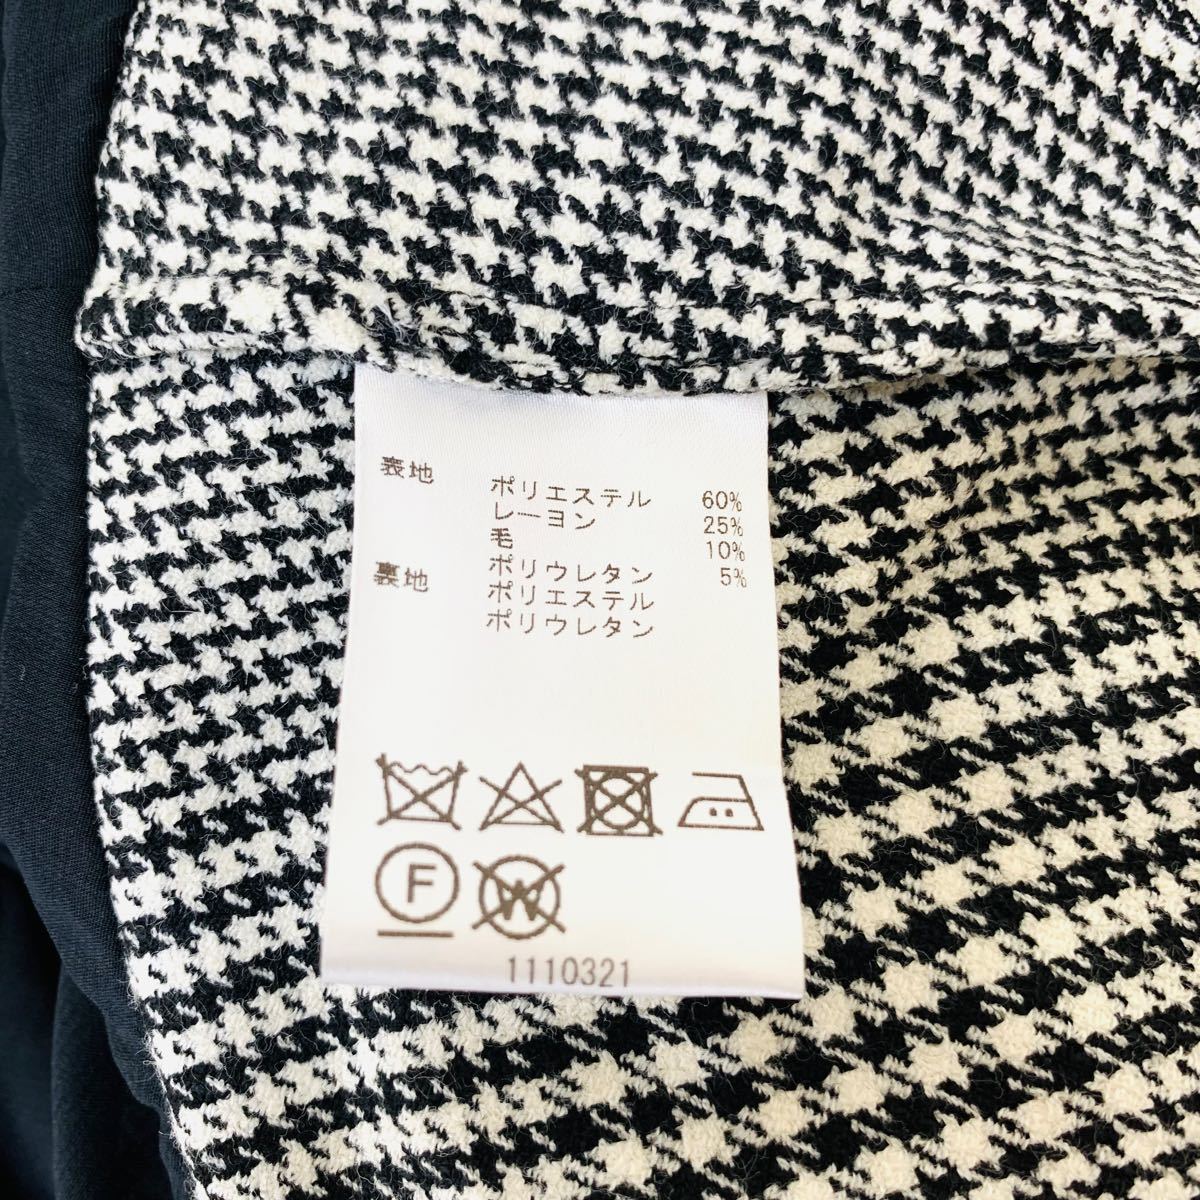 表地 ポリエステル 60%
レーヨン 25%
毛 10%
ポリウレタン 5%
裏地 ポリエステル
ポリウレタン
F W
1110321